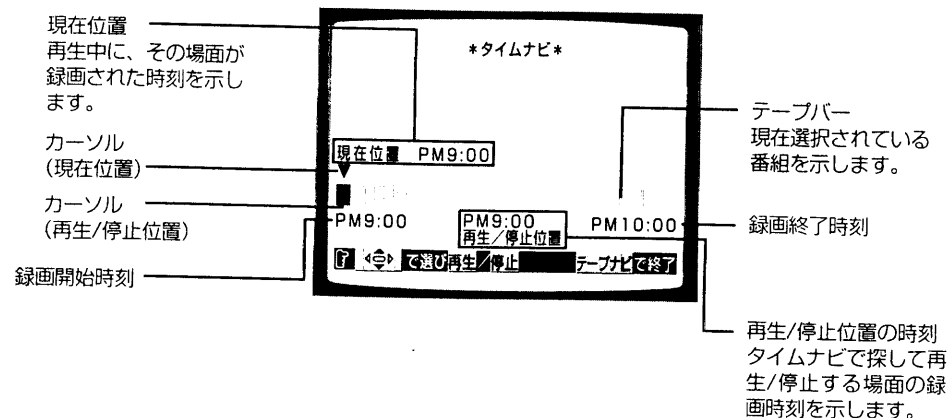 現在位置
再生中に、その場面が
録画された時刻を示し
ます。
カーソル
(現在位置)
カーソル
(再生/停止位置)
録画開始時刻
*タイムナビ*
現在位置 PM9:00
PM9:00
PM9:00
再生/停止位置
PM10:00
? で選び再生/停止 テープナビで終了
テープバー
現在選択されている
番組を示します。
録画終了時刻
再生/停止位置の時刻
タイムナビで探して再
生/停止する場面の録
画時刻を示します。